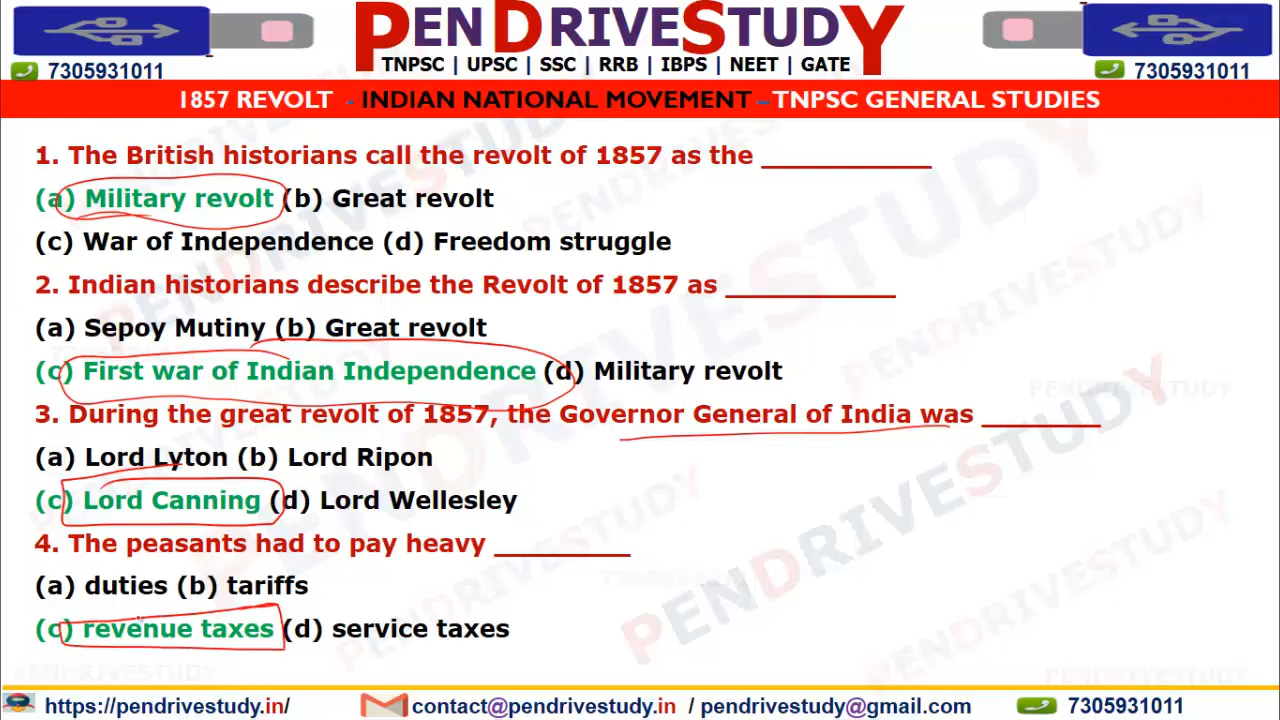 PENDRIVESTUDY
TNPSC | UPSC | SSC | RRB | IBPS | NEET | GATE
7305931011
7305931011
1857 REVOLT - INDIAN NATIONAL MOVEMENT – TNPSC GENERAL STUDIES
1. The British historians call the revolt of 1857 as the ____________
(a) Military revolt (b) Great revolt
(c) War of Independence (d) Freedom struggle
2. Indian historians describe the Revolt of 1857 as ____________
(a) Sepoy Mutiny (b) Great revolt
(c) First war of Indian Independence (d) Military revolt
3. During the great revolt of 1857, the Governor General of India was ________
(a) Lord Lyton (b) Lord Ripon
(c) Lord Canning (d) Lord Wellesley
4. The peasants had to pay heavy _________
(a) duties (b) tariffs
(c) revenue taxes (d) service taxes
PENDRIVESTUDY
https://pendrivestudy.in/ contact@pendrivestudy.in / pendrivestudy@gmail.com 7305931011